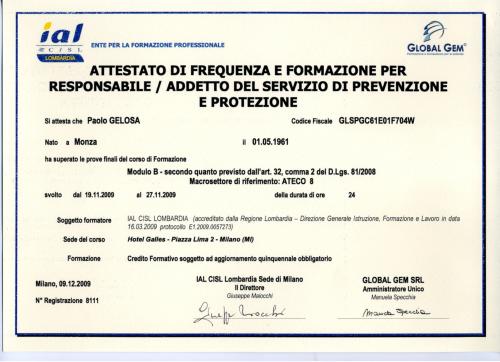 ial
CISL
LOMBARDIA
ENTE PER LA FORMAZIONE PROFESSIONALE
GLOBAL GEM
ATTESTATO DI FREQUENZA E FORMAZIONE PER
RESPONSABILE / ADDETTO DEL SERVIZIO DI PREVENZIONE
E PROTEZIONE
Si attesta che Paolo GELOSA Codice Fiscale GLSPGC61E01F704W
Nato a Monza il 01.05.1961
ha superato le prove finali del corso di Formazione
Modulo B - secondo quanto previsto dall'art. 32, comma 2 del D.Lgs. 81/2008
Macrosettore di riferimento: ATECO 8
svolto dal 19.11.2009 al 27.11.2009 della durata di ore 24
Soggetto formatore IAL CISL LOMBARDIA (accreditato dalla Regione Lombardia – Direzione Generale Istruzione, Formazione e Lavoro in data
16.03.2009 protocollo E1.2009.0057273)
Sede del corso Hotel Galles - Piazza Lima 2 - Milano (MI)
Formazione Credito Formativo soggetto ad aggiornamento quinquennale obbligatorio
Milano, 09.12.2009 IAL CISL Lombardia Sede di Milano GLOBAL GEM SRL
Il Direttore Amministratore Unico
Giuseppe Maiocchi Manuela Specchia
N° Registrazione 8111